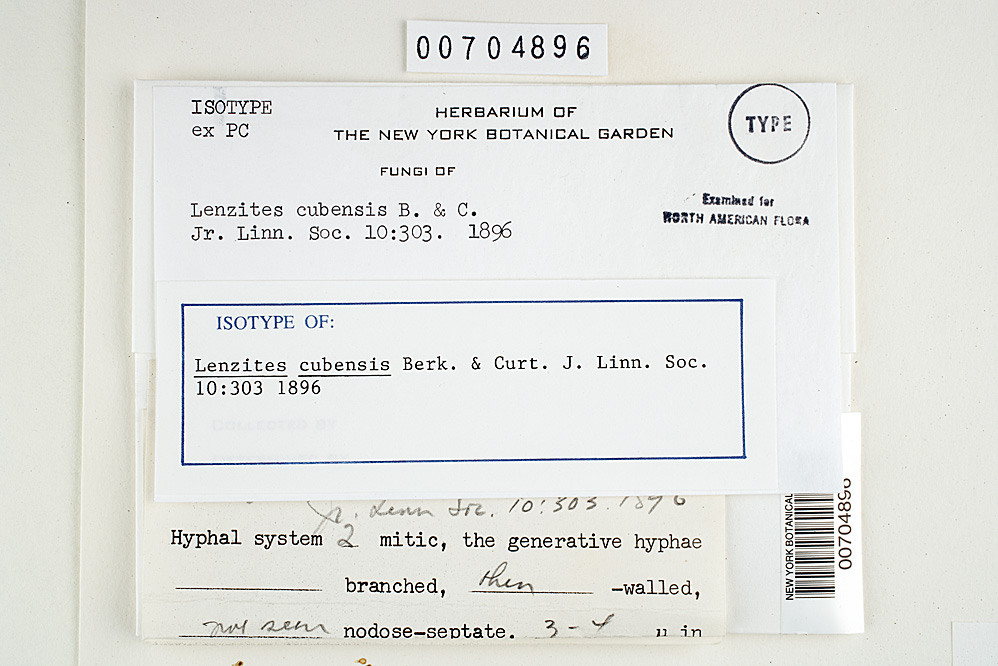 00704896
ISOTYPE
ex PC
HERBARIUM OF
THE NEW YORK BOTANICAL GARDEN
TYPE
FUNGI OF
Examined for
NORTH AMERICAN FLORA
Lenzites cubensis B. & C.
Jr. Linn. Soc. 10:303. 1896
ISOTYPE OF:
Lenzites cubensis Berk. & Curt. J. Linn. Soc.
10:303 1896
COLLECTED BY
Jr. Linn Soc. 10:303. 1896
Hyphal system 2 mitic, the generative hyphae
branched, then -walled,
not seen nodose-septate. 3-4 µ in
NEW YORK BOTANICAL
00704896